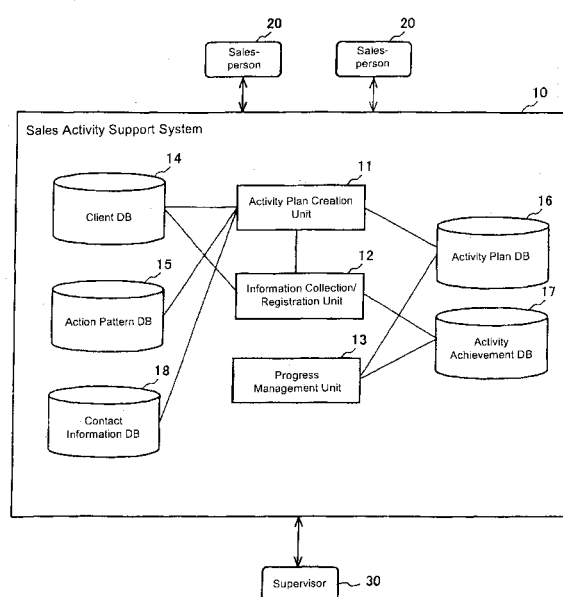 20
20
Sales-
person
Sales-
person
10
Sales Activity Support System
14
11
Client DB
Activity Plan Creation
Unit
16
Activity Plan DB
15
12
Action Pattern DB
Information Collection/
Registration Unit
17
Activity
Achievement DB
13
18
Progress
Management Unit
Contact
Information DB
Supervisor
30